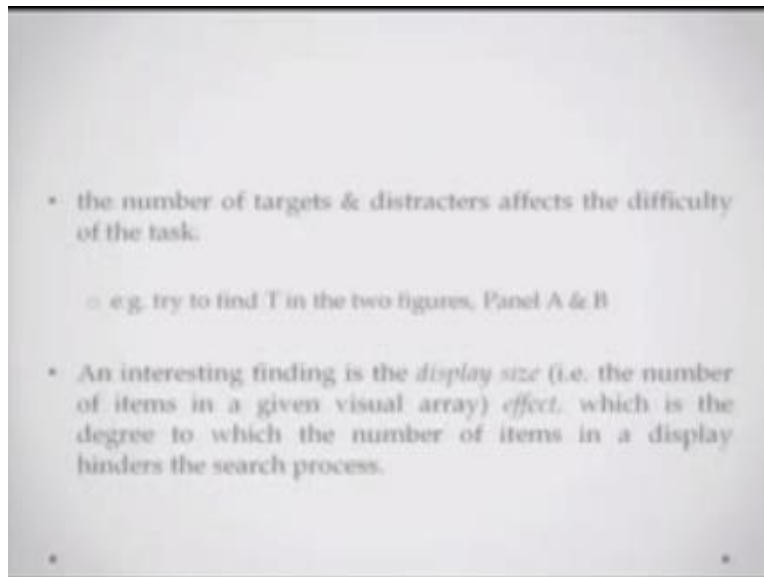 • the number of targets & distracters affects the difficulty
of the task.
○ e.g. try to find T in the two figures, Panel A & B
• An interesting finding is the display size (i.e. the number
of items in a given visual array) effect, which is the
degree to which the number of items in a display
hinders the search process.